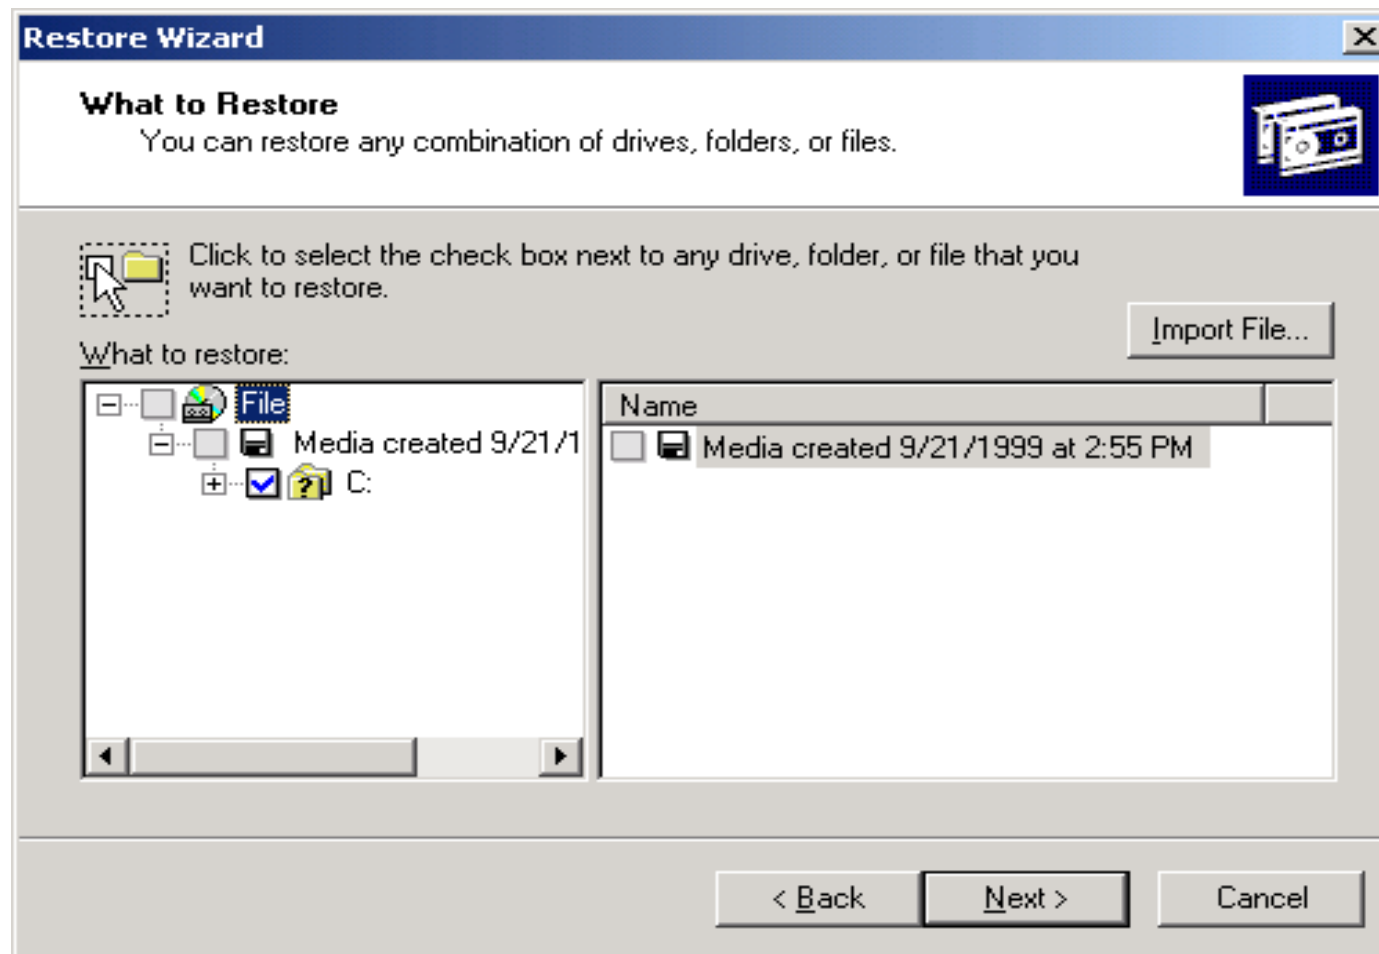 Restore Wizard
What to Restore
You can restore any combination of drives, folders, or files.
Click to select the check box next to any drive, folder, or file that you
want to restore.
Import File...
What to restore:
File
Media created 9/21/1
C:
Name
Media created 9/21/1999 at 2:55 PM
< Back
Next >
Cancel